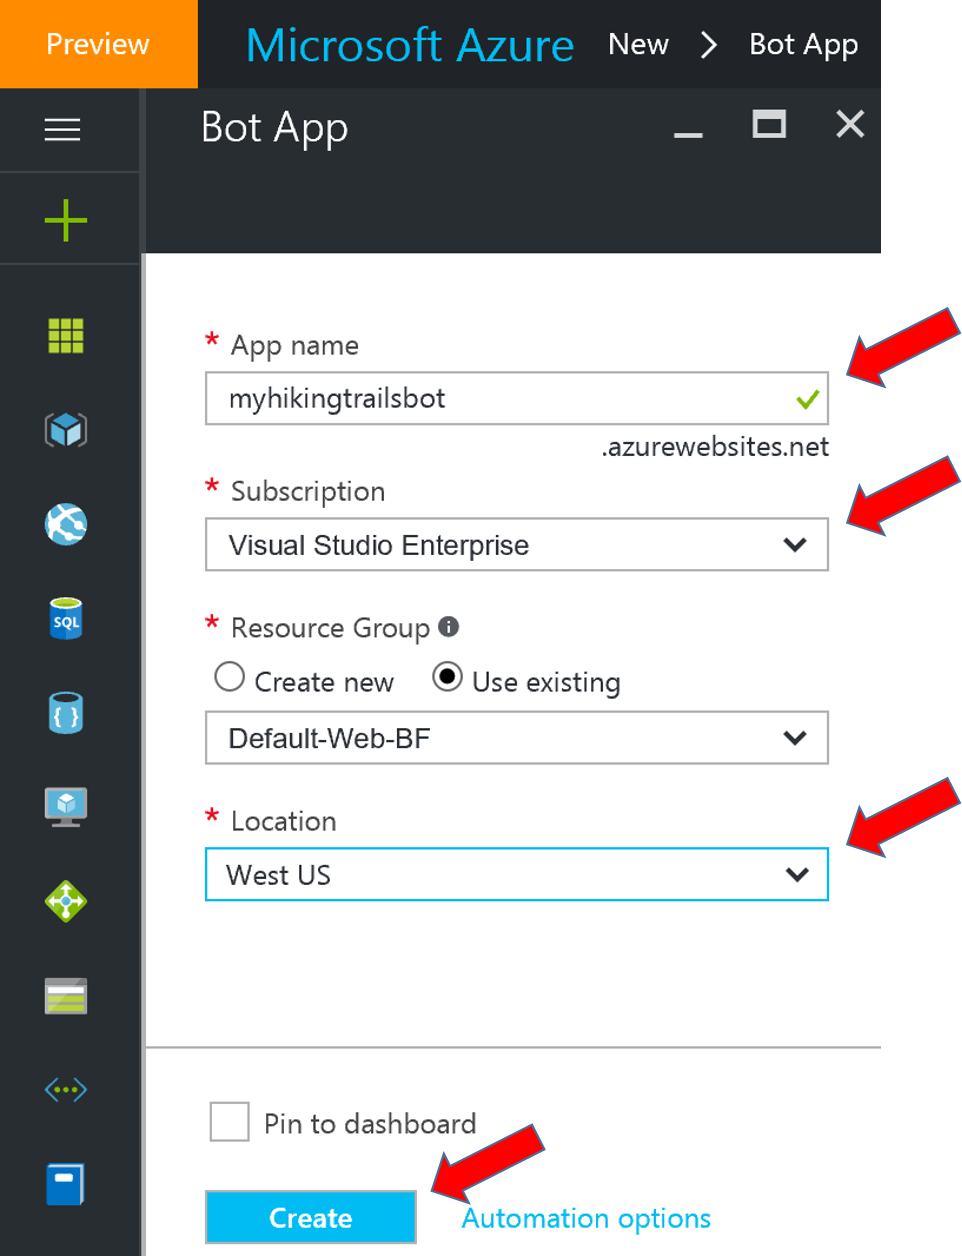 Preview
Microsoft Azure New > Bot App
Bot App
* App name
myhikingtrailsbot
.azurewebsites.net
* Subscription
Visual Studio Enterprise
* Resource Group
Create new Use existing
Default-Web-BF
* Location
West US
SQL
{ }
Pin to dashboard
Create Automation options